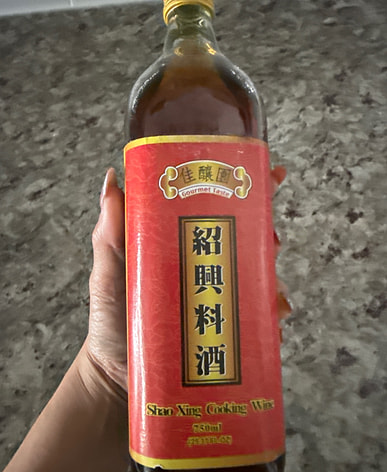 佳釀園
Gourmet Taste
紹興料酒
Shao Xing Cooking Wine
750ml